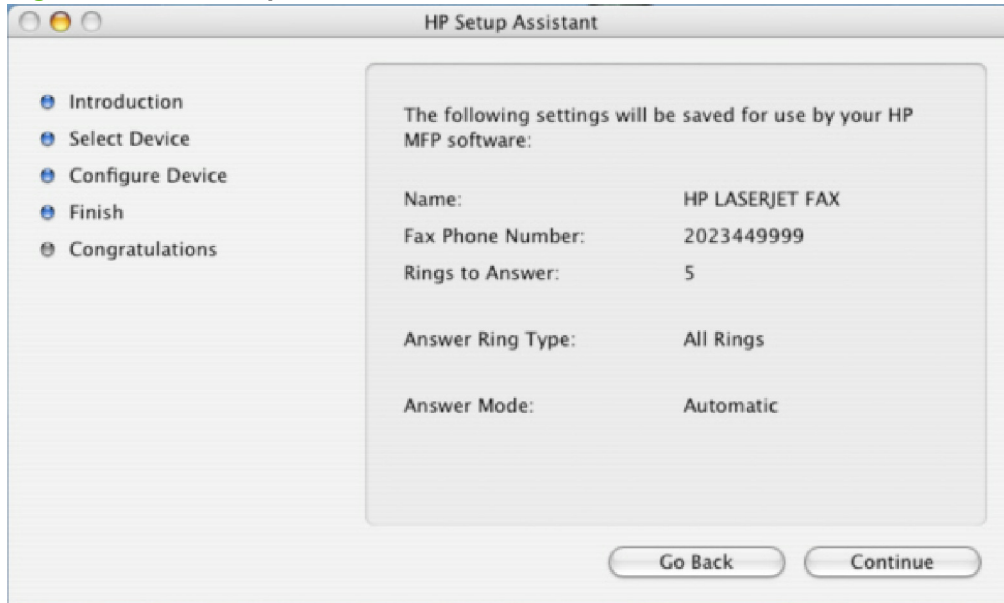 HP Setup Assistant
Introduction
Select Device
Configure Device
Finish
Congratulations
The following settings will be saved for use by your HP
MFP software:
Name: HP LASERJET FAX
Fax Phone Number: 2023449999
Rings to Answer: 5
Answer Ring Type: All Rings
Answer Mode: Automatic
Go Back Continue